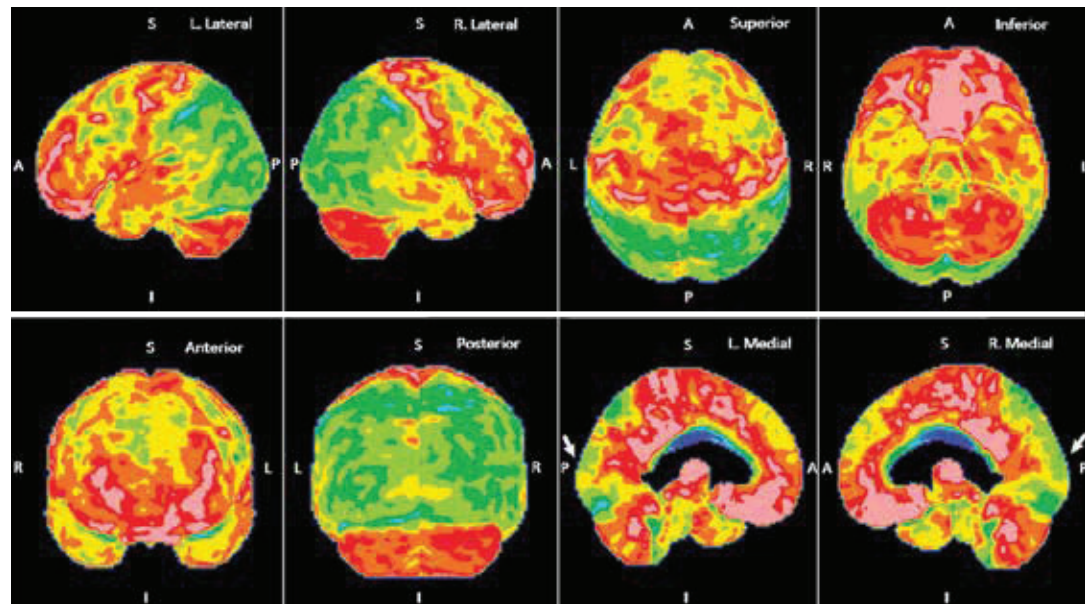 S L. Lateral
A P
I
S R. Lateral
P A
I
A Superior
L R
P
A Inferior
R
P
S Anterior
R L
I
S Posterior
L R
I
S L. Medial
P A
I
S R. Medial
A P
I